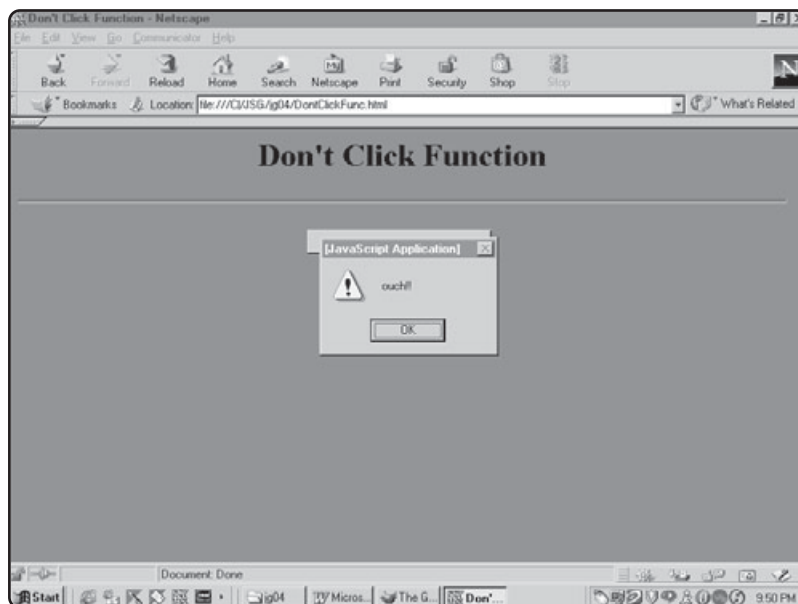 Don't Click Function - Netscape
File Edit View Go Communicator Help
Back Forward Reload Home Search Netscape Print Security Shop Stop
My
N
Bookmarks Location: file:///C|/JSG/jg04/DontClickFunc.html What's Related
Don't Click Function
[JavaScript Application]
ouch!!
OK
Document: Done
Start jg04 Micros... The G... Don'... 9:50 PM